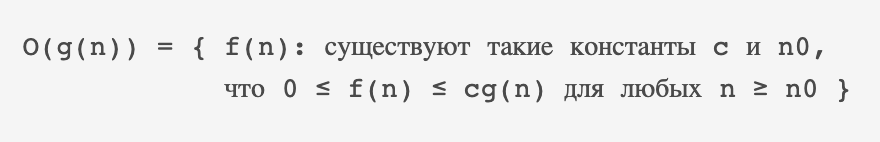 O(g(n)) = { f(n): существуют такие константы c и n0,
что 0 ≤ f(n) ≤ cg(n) для любых n ≥ n0 }